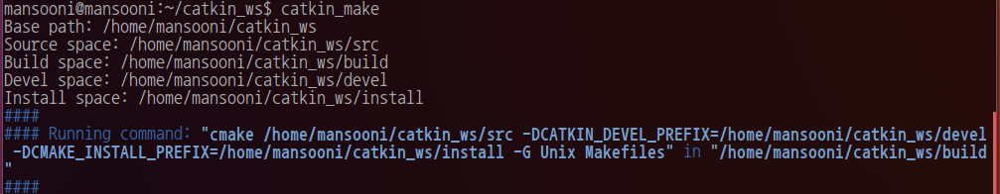 mansooni@mansooni:~/catkin_ws$ catkin_make
Base path: /home/mansooni/catkin_ws
Source space: /home/mansooni/catkin_ws/src
Build space: /home/mansooni/catkin_ws/build
Devel space: /home/mansooni/catkin_ws/devel
Install space: /home/mansooni/catkin_ws/install
####
#### Running command: "cmake /home/mansooni/catkin_ws/src -DCATKIN_DEVEL_PREFIX=/home/mansooni/catkin_ws/devel
 -DCMAKE_INSTALL_PREFIX=/home/mansooni/catkin_ws/install -G Unix Makefiles" in "/home/mansooni/catkin_ws/build
"
####